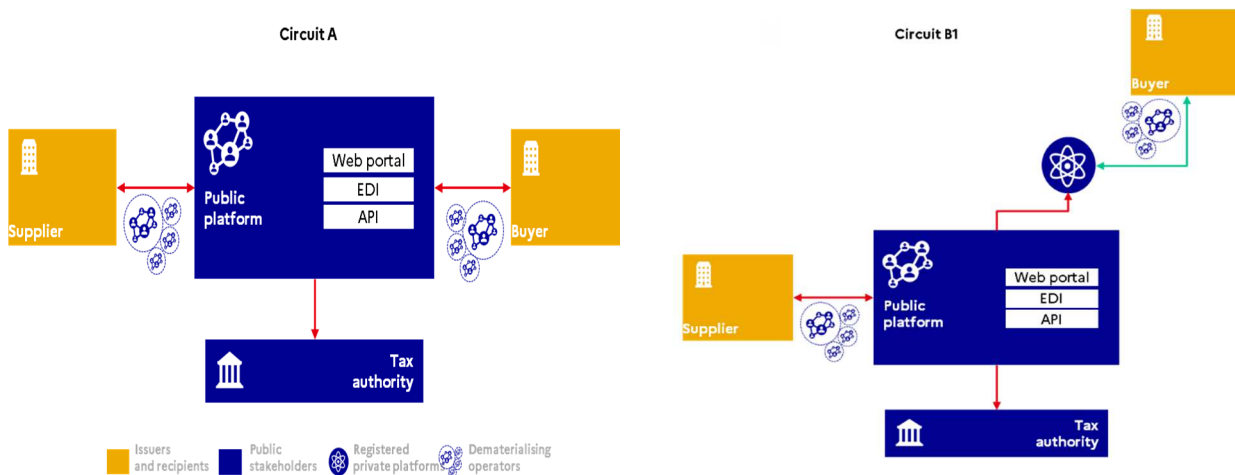 Circuit A
Supplier
Public
platform
Web portal
EDI
API
Buyer
Tax
authority
Issuers
and recipients
Public
stakeholders
Registered
private platforms
Dematerialising
operators
Circuit B1
Buyer
Supplier
Public
platform
Web portal
EDI
API
Tax
authority